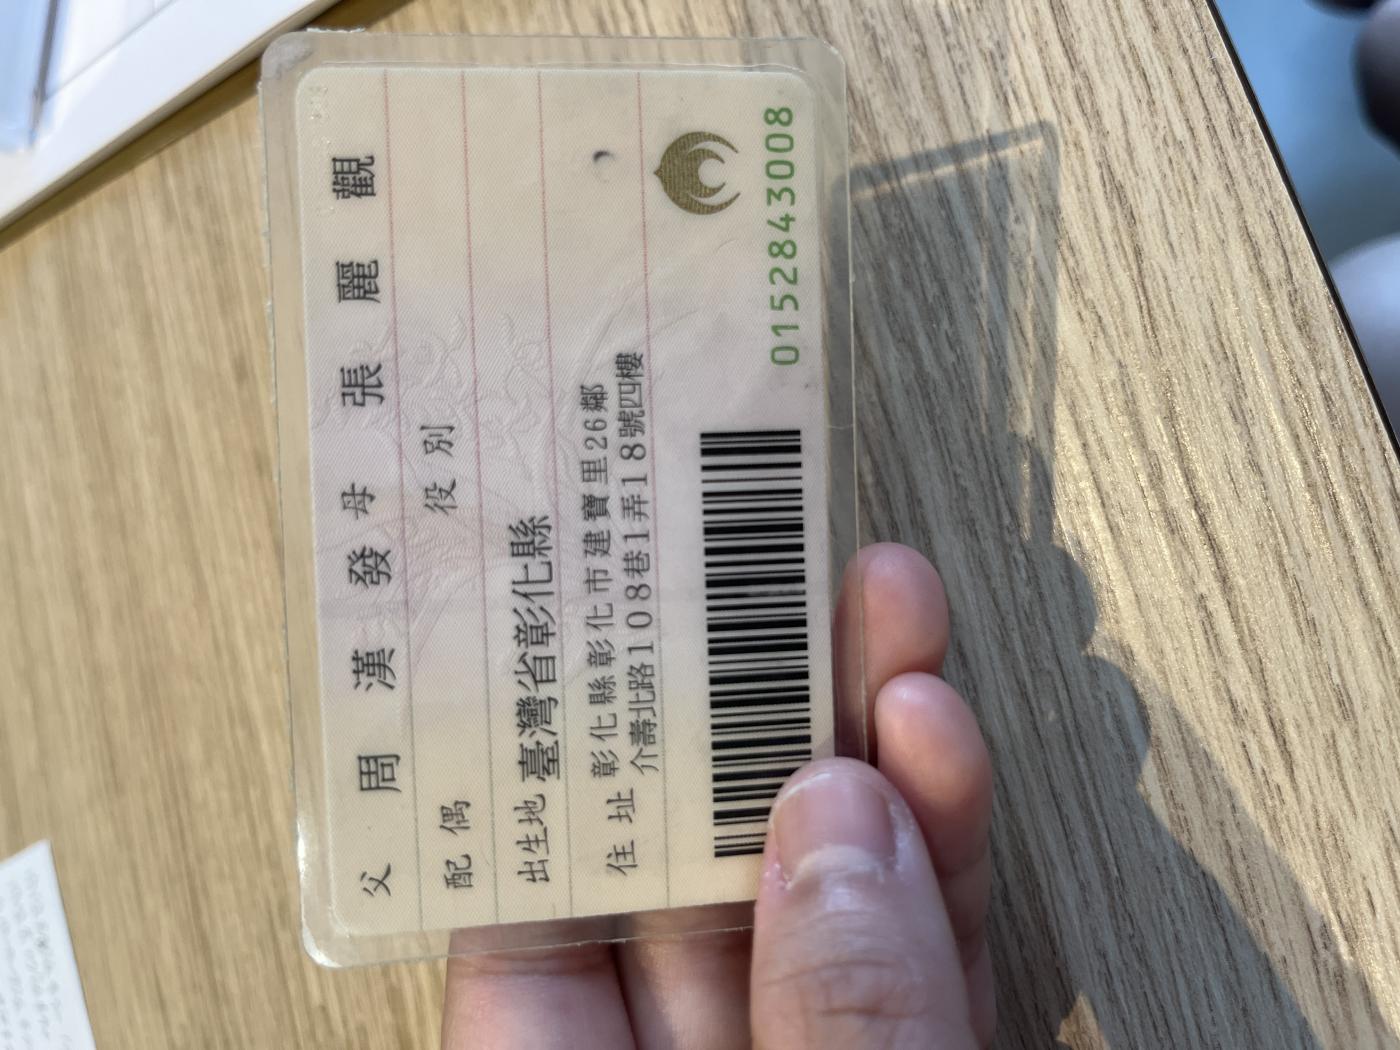 父 周 漢 發 母 張 麗 觀
配 偶 役 別
出生地 臺灣省彰化縣
住 址 彰化縣彰化市建寶里26鄰
介壽北路108巷1弄18號四樓
0152843008